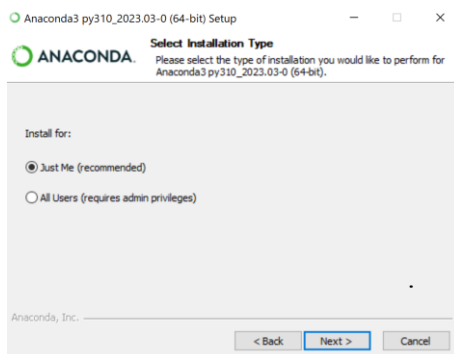 Anaconda3 py310_2023.03-0 (64-bit) Setup
ANACONDA.
Select Installation Type
Please select the type of installation you would like to perform for
Anaconda3 py310_2023.03-0 (64-bit).
Install for:
Just Me (recommended)
All Users (requires admin privileges)
Anaconda, Inc.
< Back
Next >
Cancel